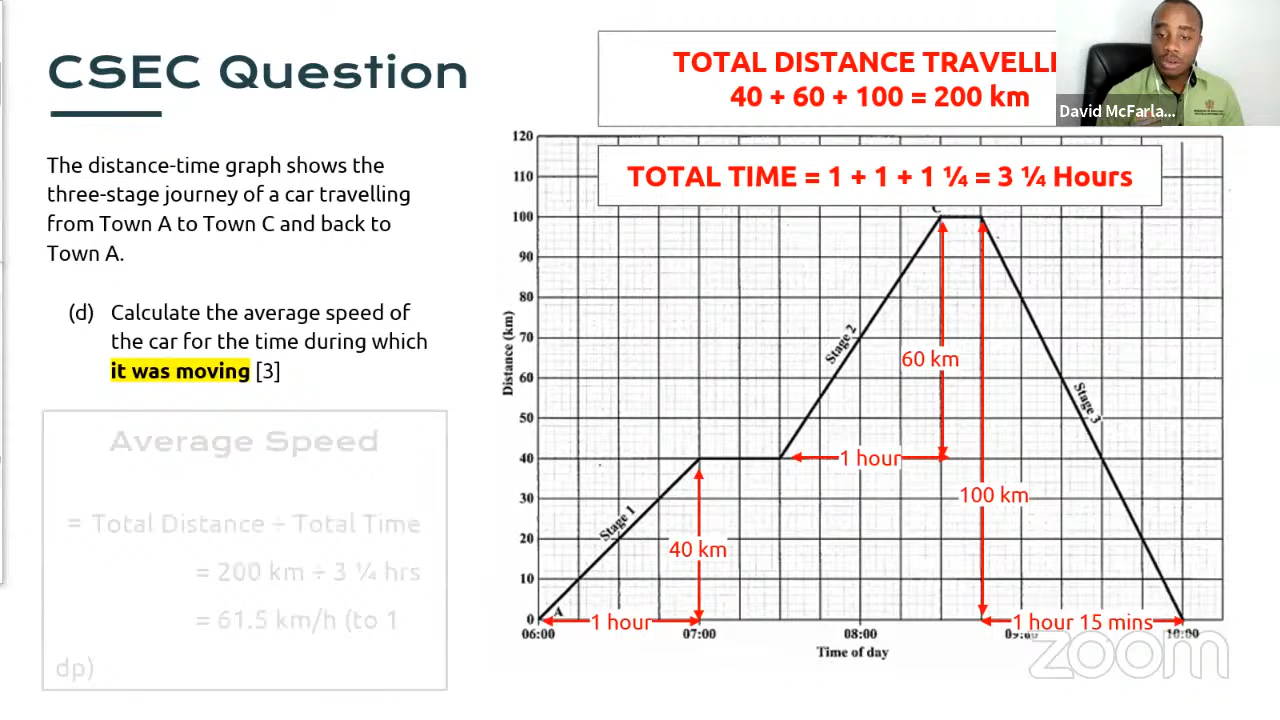 CSEC Question
The distance-time graph shows the
three-stage journey of a car travelling
from Town A to Town C and back to
Town A.
(d) Calculate the average speed of
the car for the time during which
it was moving [3]
Average Speed
= Total Distance ÷ Total Time
= 200 km ÷ 3 ¼ hrs
= 61.5 km/h (to 1
dp)
TOTAL DISTANCE TRAVELL
40 + 60 + 100 = 200 km
David McFarla...
TOTAL TIME = 1 + 1 + 1 ¼ = 3 ¼ Hours
120
110
100
90
80
70
60
50
40
30
20
10
0
Distance (km)
C
Stage 2
60 km
Stage 3
1 hour
100 km
Stage 1
40 km
A
1 hour
1 hour 15 mins
06:00 07:00 08:00 09:00 10:00
Time of day
zoom